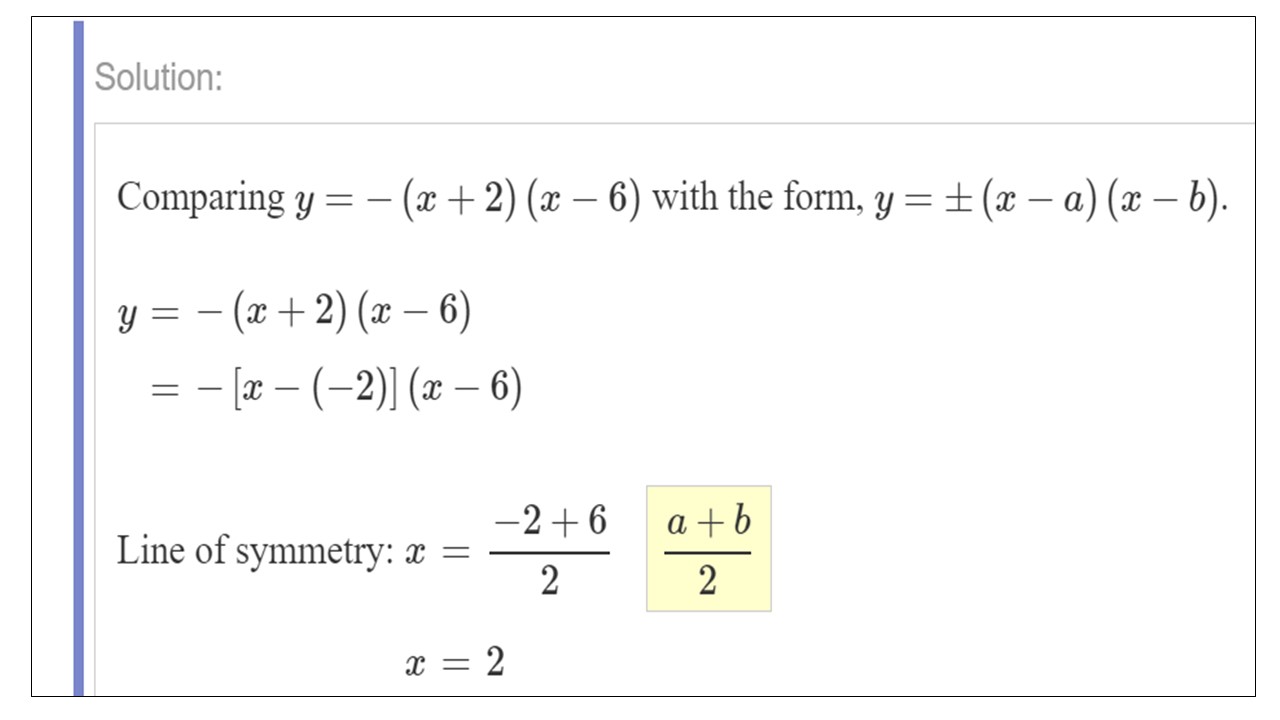 Solution:
Comparing y = − (x + 2) (x − 6) with the form, y = ± (x − a) (x − b).
y = − (x + 2) (x − 6)
= − [x − (−2)] (x − 6)
Line of symmetry: x = \frac{−2 + 6}{2} \frac{a + b}{2}
x = 2